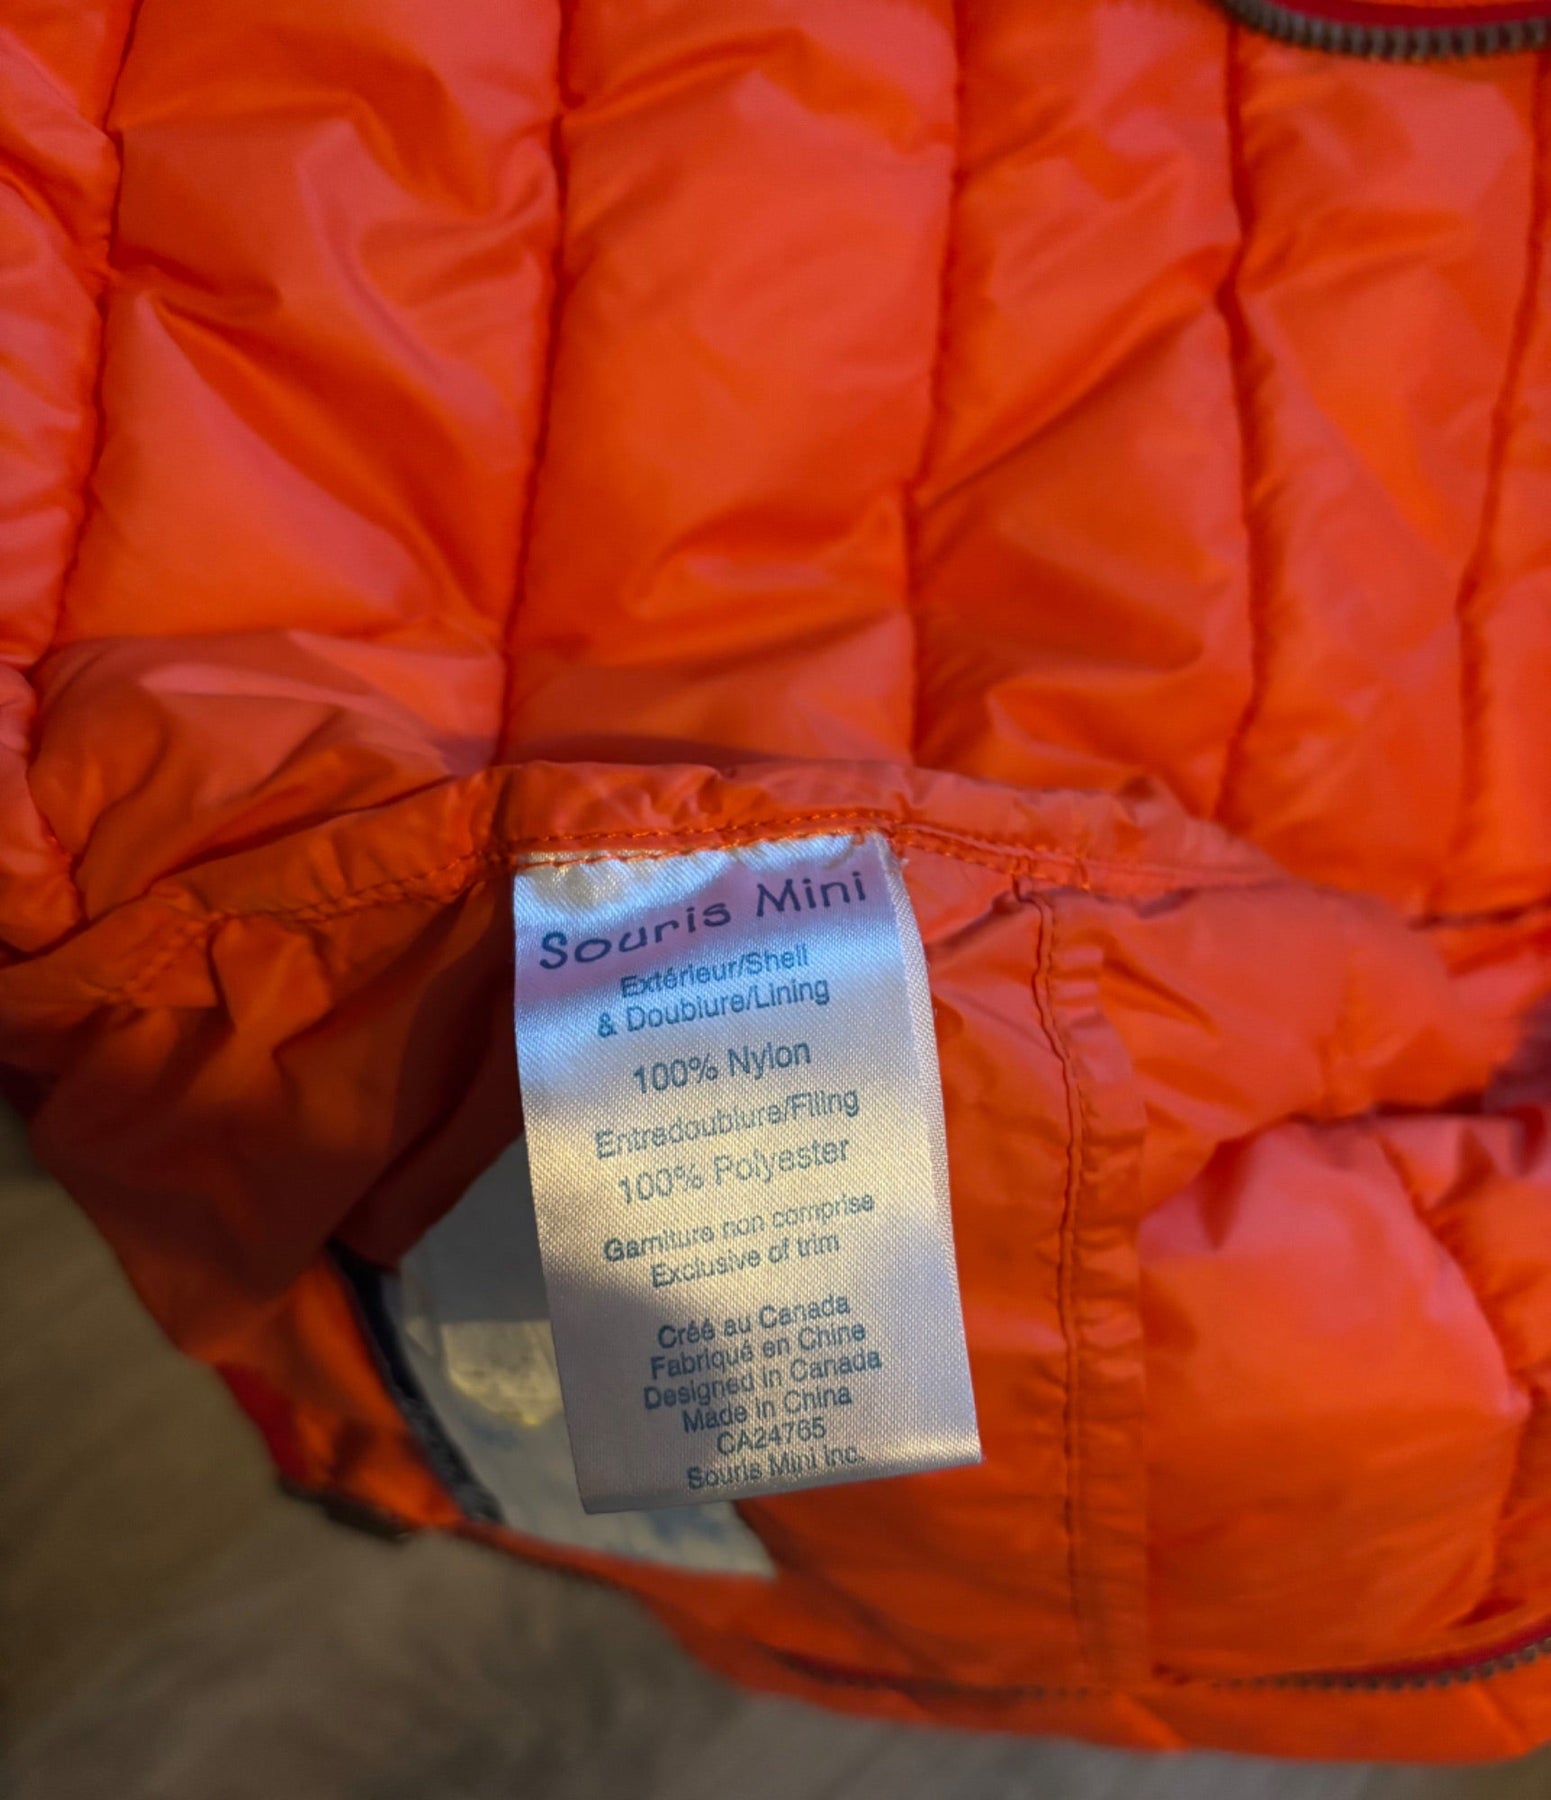 Souris Mini
Extérieur/Shell
& Doublure/Lining
100% Nylon
Entredoublure/Filing
100% Polyester
Garniture non comprise
Exclusive of trim
Créé au Canada
Fabriqué en Chine
Designed in Canada
Made in China
CA24765
Souris Mini Inc.